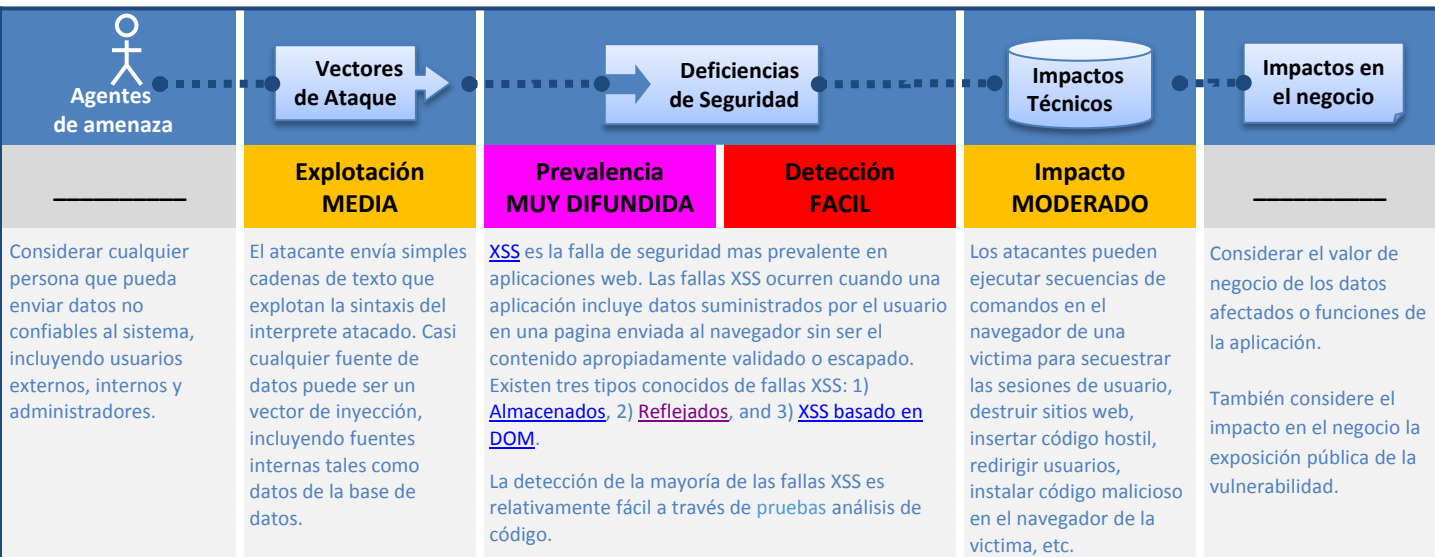 Agentes
de amenaza
Vectores
de Ataque
Deficiencias
de Seguridad
Impactos
Técnicos
Impactos en
el negocio
__________
Explotación
MEDIA
Prevalencia
MUY DIFUNDIDA
Detección
FACIL
Impacto
MODERADO
__________
Considerar cualquier
persona que pueda
enviar datos no
confiables al sistema,
incluyendo usuarios
externos, internos y
administradores.
El atacante envía simples
cadenas de texto que
explotan la sintaxis del
interprete atacado. Casi
cualquier fuente de
datos puede ser un
vector de inyección,
incluyendo fuentes
internas tales como
datos de la base de
datos.
XSS es la falla de seguridad mas prevalente en
aplicaciones web. Las fallas XSS ocurren cuando una
aplicación incluye datos suministrados por el usuario
en una pagina enviada al navegador sin ser el
contenido apropiadamente validado o escapado.
Existen tres tipos conocidos de fallas XSS: 1)
Almacenados, 2) Reflejados, and 3) XSS basado en
DOM.
La detección de la mayoría de las fallas XSS es
relativamente fácil a través de pruebas análisis de
código.
Los atacantes pueden
ejecutar secuencias de
comandos en el
navegador de una
victima para secuestrar
las sesiones de usuario,
destruir sitios web,
insertar código hostil,
redirigir usuarios,
instalar código malicioso
en el navegador de la
victima, etc.
Considerar el valor de
negocio de los datos
afectados o funciones de
la aplicación.
También considere el
impacto en el negocio la
exposición pública de la
vulnerabilidad.